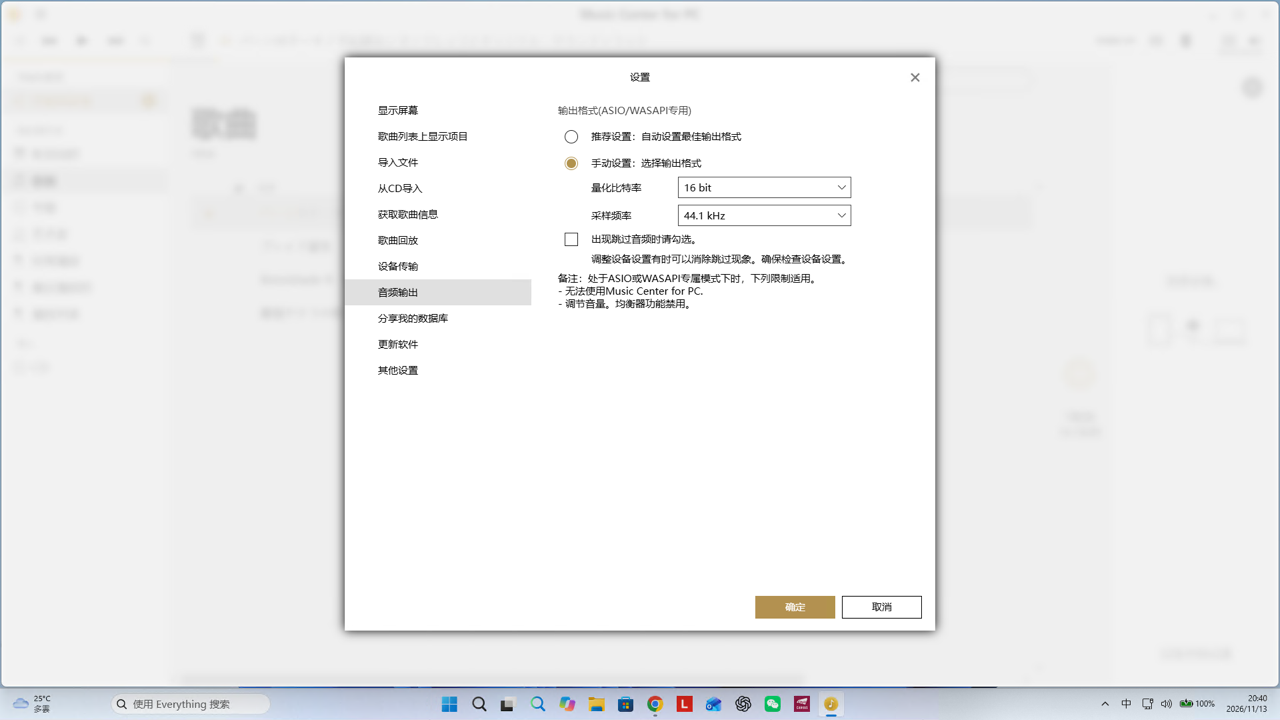 Music Center for PC
歌曲
设置
显示屏幕
歌曲列表上显示项目
导入文件
从CD导入
获取歌曲信息
歌曲回放
设备传输
音频输出
分享我的数据库
更新软件
其他设置
输出格式(ASIO/WASAPI专用)
推荐设置：自动设置最佳输出格式
手动设置：选择输出格式
量化比特率
16 bit
采样频率
44.1 kHz
出现跳过音频时请勾选。
调整设备设置有时可以消除跳过现象。确保检查设备设置。
备注：处于ASIO或WASAPI专属模式下时，下列限制适用。
- 无法使用Music Center for PC.
- 调节音量。均衡器功能禁用。
确定
取消
25°C
多云
使用 Everything 搜索
中
100%
20:40
2026/11/13